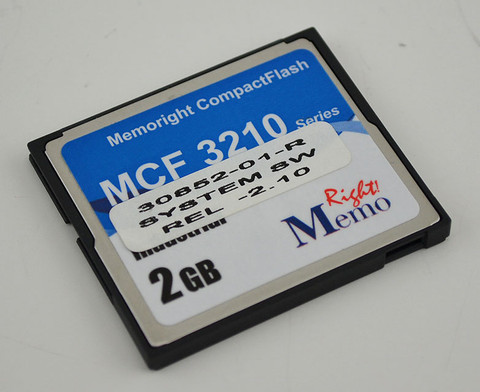 Memoright CompactFlash
MCF 3210 Series
30852-01-R
SYSTEM SW
REL -2.10
Industrial
2GB
Right!
Memo